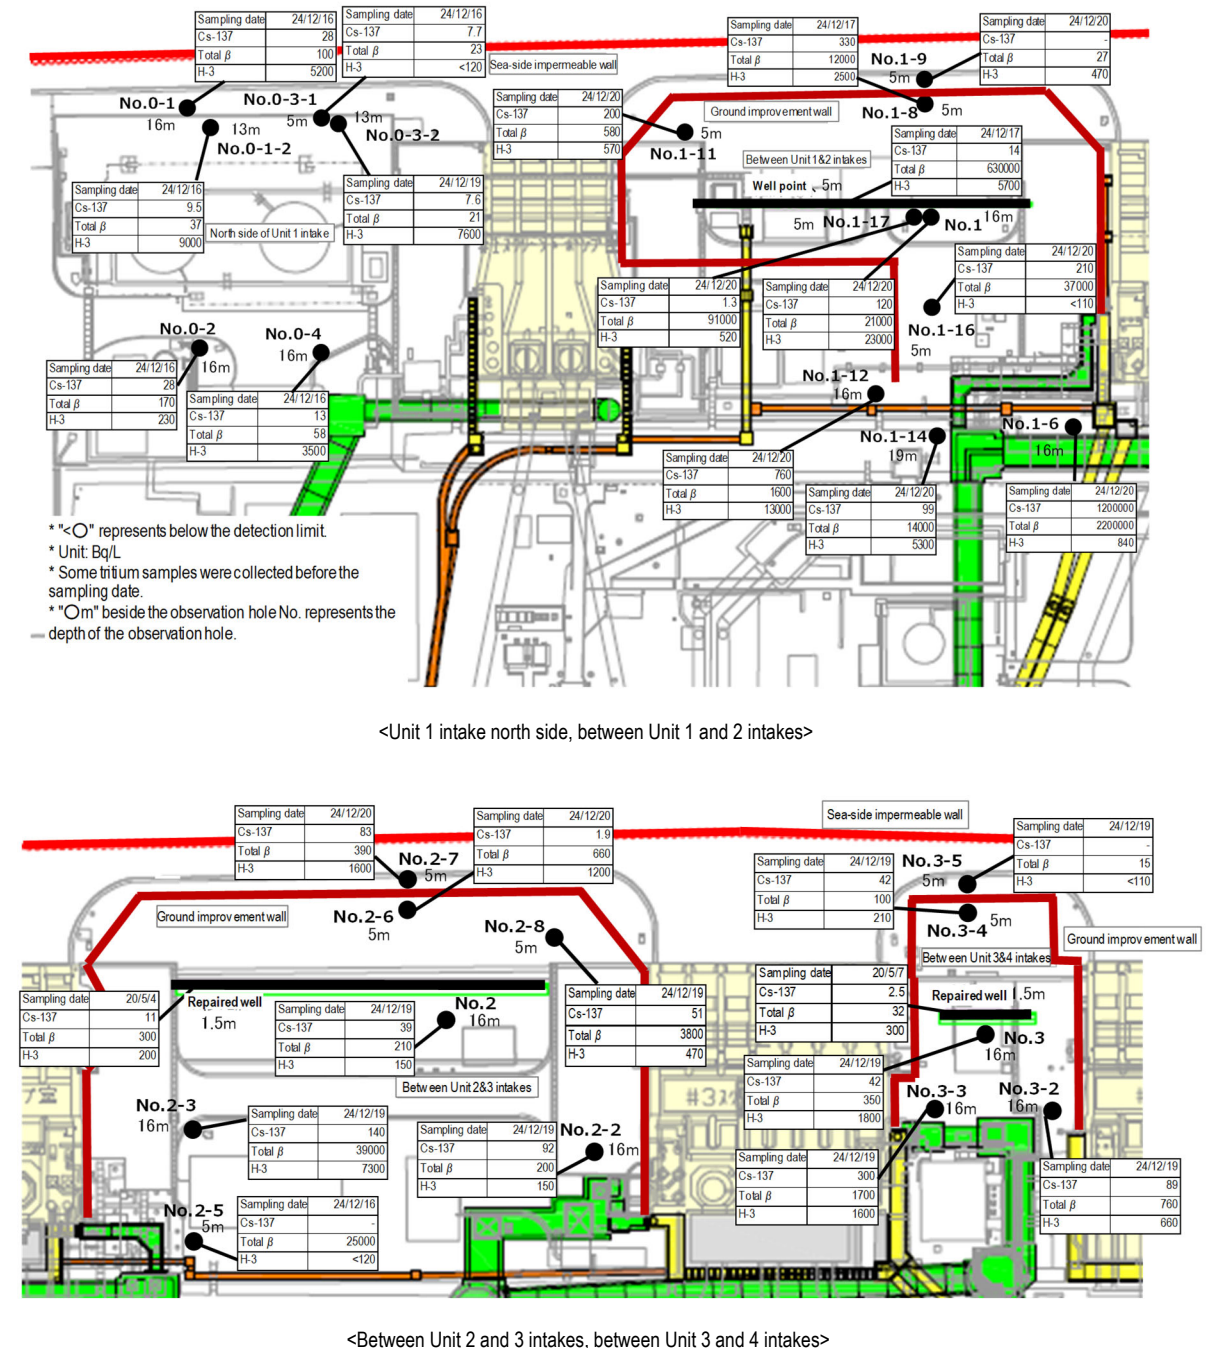 Sampling date 24/12/16
Cs-137 28
Total β 100
H-3 5200
Sampling date 24/12/16
Cs-137 7.7
Total β 23
H-3 <120
Sea-side impermeable wall
Sampling date 24/12/17
Cs-137 330
Total β 12000
H-3 2500
Sampling date 24/12/20
Cs-137 -
Total β 27
H-3 470
No.0-1
16m
No.0-3-1
5m
13m
No.0-3-2
13m
No.0-1-2
No.1-9
5m
No.1-8
5m
Ground improvement wall
Sampling date 24/12/20
Cs-137 200
Total β 580
H-3 570
5m
No.1-11
Sampling date 24/12/17
Cs-137 14
Total β 630000
H-3 5700
Between Unit 1&2 intakes
Well point 、5m
Sampling date 24/12/16
Cs-137 9.5
Total β 37
H-3 9000
North side of Unit 1 intake
Sampling date 24/12/19
Cs-137 7.6
Total β 21
H-3 7600
5m No.1-17
No.1
16m
Sampling date 24/12/20
Cs-137 210
Total β 37000
H-3 <110
Sampling date 24/12/20
Cs-137 1.3
Total β 91000
H-3 520
Sampling date 24/12/20
Cs-137 120
Total β 21000
H-3 23000
No.1-16
5m
No.0-2
16m
No.0-4
16m
Sampling date 24/12/16
Cs-137 28
Total β 170
H-3 230
Sampling date 24/12/16
Cs-137 13
Total β 58
H-3 3500
No.1-12
16m
No.1-14
19m
No.1-6
16m
Sampling date 24/12/20
Cs-137 760
Total β 1600
H-3 13000
Sampling date 24/12/20
Cs-137 99
Total β 14000
H-3 5300
Sampling date 24/12/20
Cs-137 1200000
Total β 2200000
H-3 840
* "<○" represents below the detection limit.
* Unit: Bq/L
* Some tritium samples were collected before the
sampling date.
* "○m" beside the observation hole No. represents the
depth of the observation hole.
<Unit 1 intake north side, between Unit 1 and 2 intakes>
Sampling date 24/12/20
Cs-137 83
Total β 390
H-3 1600
Sampling date 24/12/20
Cs-137 1.9
Total β 660
H-3 1200
Sea-side impermeable wall
Sampling date 24/12/19
Cs-137 -
Total β 15
H-3 <110
No.2-7
5m
No.2-6
5m
Ground improvement wall
No.2-8
5m
Sampling date 24/12/19
Cs-137 42
Total β 100
H-3 210
No.3-5
5m
No.3-4
5m
Ground improvement wall
Between Unit 3&4 intakes
Sampling date 20/5/4
Cs-137 11
Total β 300
H-3 200
Repaired well
1.5m
Sampling date 24/12/19
Cs-137 39
Total β 210
H-3 150
No.2
16m
Sampling date 24/12/19
Cs-137 51
Total β 3800
H-3 470
Sampling date 20/5/7
Cs-137 2.5
Total β 32
H-3 300
Repaired well 1.5m
No.3
16m
Between Unit 2&3 intakes
Sampling date 24/12/19
Cs-137 42
Total β 350
H-3 1800
No.3-3
16m
No.3-2
16m
No.2-3
16m
Sampling date 24/12/19
Cs-137 140
Total β 39000
H-3 7300
Sampling date 24/12/19
Cs-137 92
Total β 200
H-3 150
No.2-2
16m
Sampling date 24/12/19
Cs-137 300
Total β 1700
H-3 1600
Sampling date 24/12/19
Cs-137 89
Total β 760
H-3 660
No.2-5
5m
Sampling date 24/12/16
Cs-137 -
Total β 25000
H-3 <120
<Between Unit 2 and 3 intakes, between Unit 3 and 4 intakes>